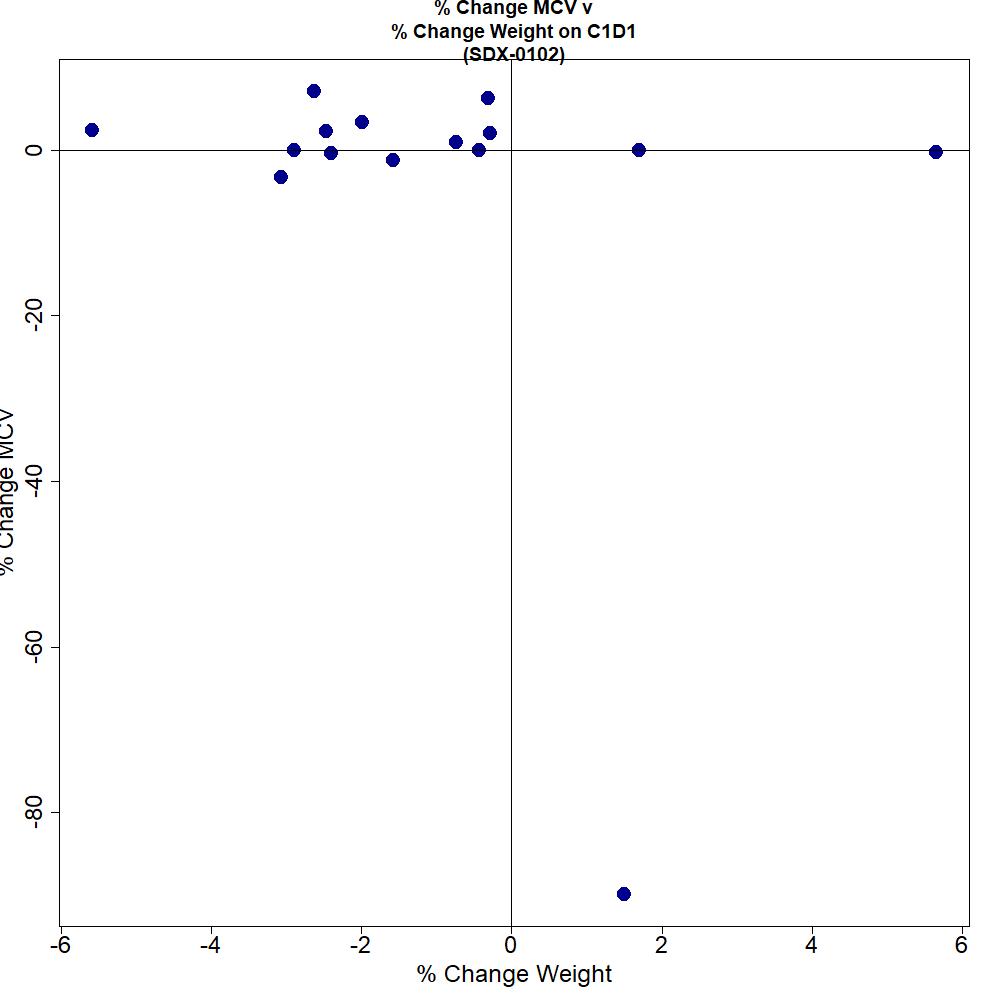 % Change MCV v
% Change Weight on C1D1
(SDX-0102)
% Change MCV
0
-20
-40
-60
-80
-6 -4 -2 0 2 4 6
% Change Weight